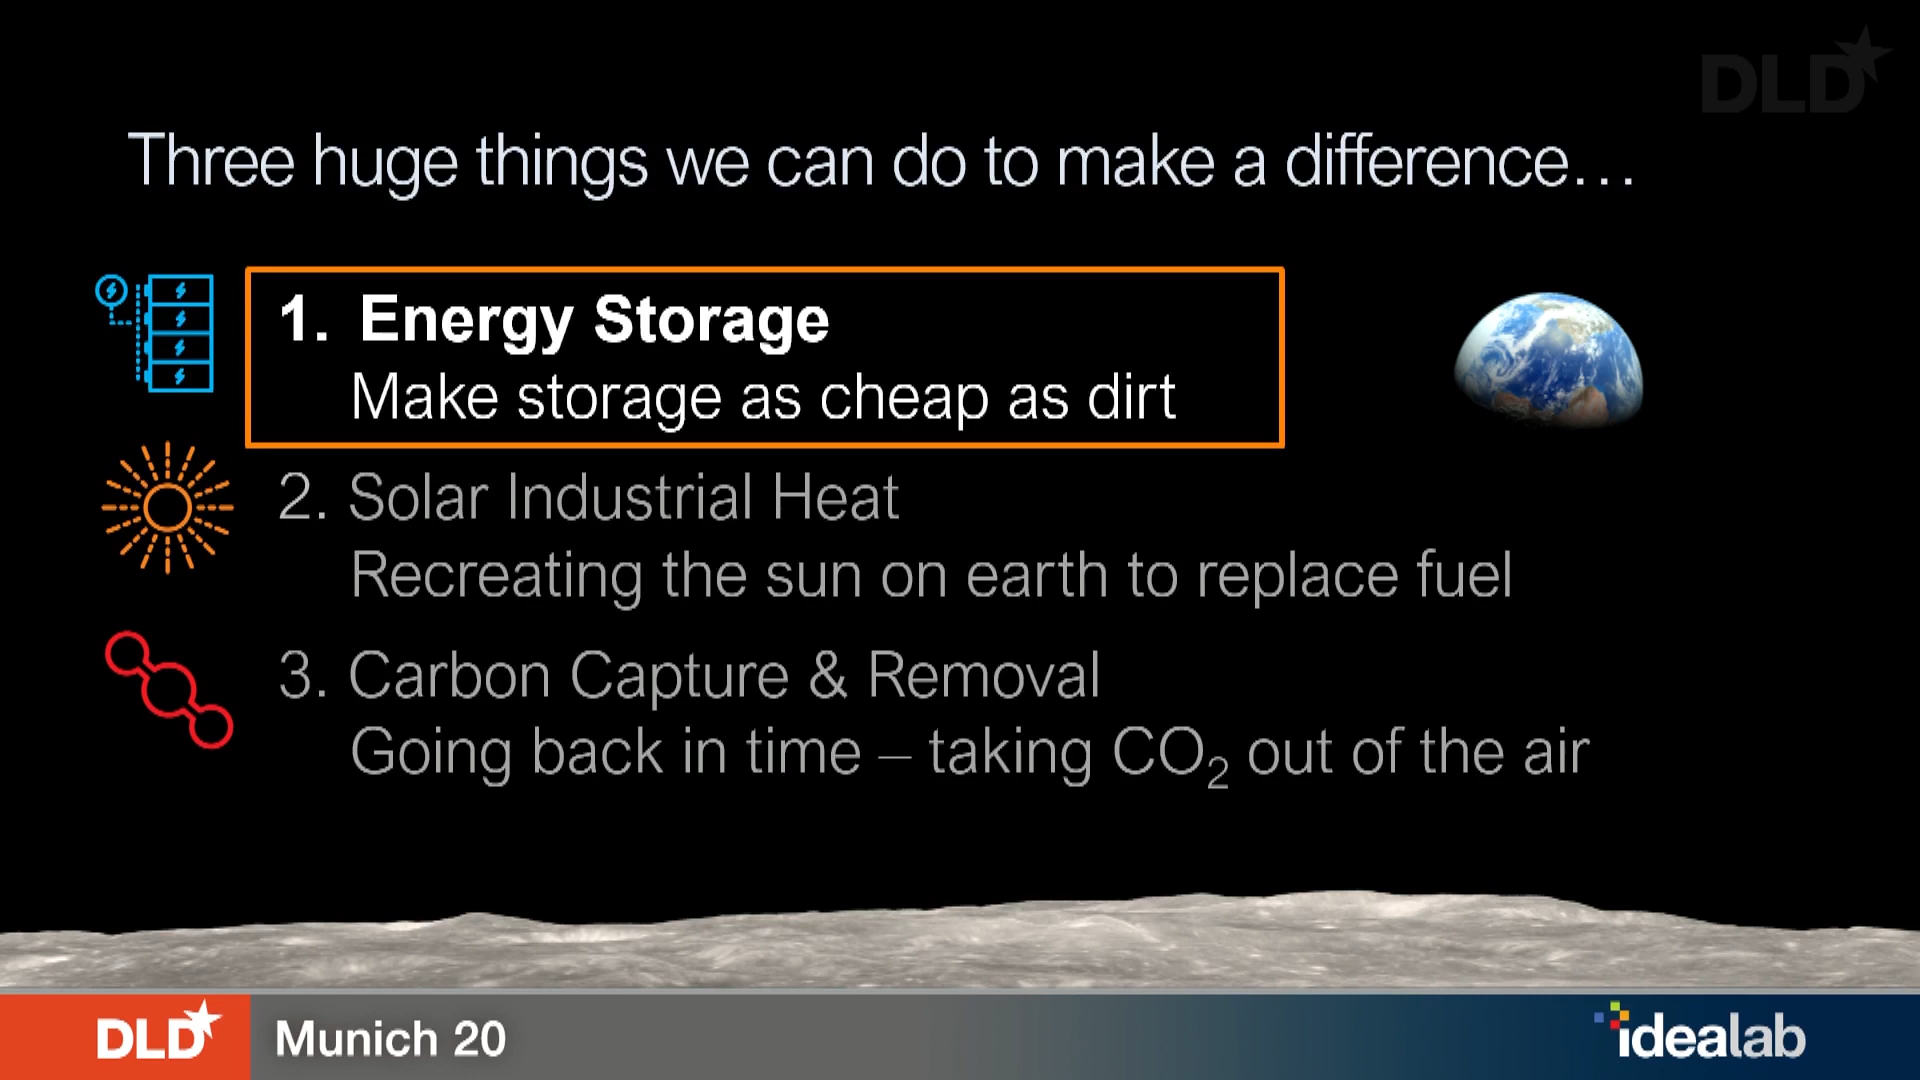 DLD
Three huge things we can do to make a difference…
1. Energy Storage
Make storage as cheap as dirt
2. Solar Industrial Heat
Recreating the sun on earth to replace fuel
3. Carbon Capture & Removal
Going back in time – taking CO₂ out of the air
DLD Munich 20
idealab